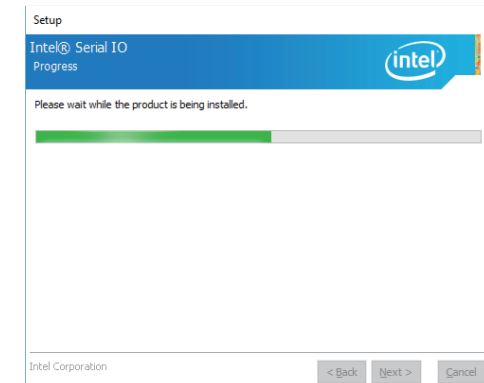 Setup
Intel® Serial IO
Progress
intel
Please wait while the product is being installed.
Intel Corporation
< Back Next > Cancel